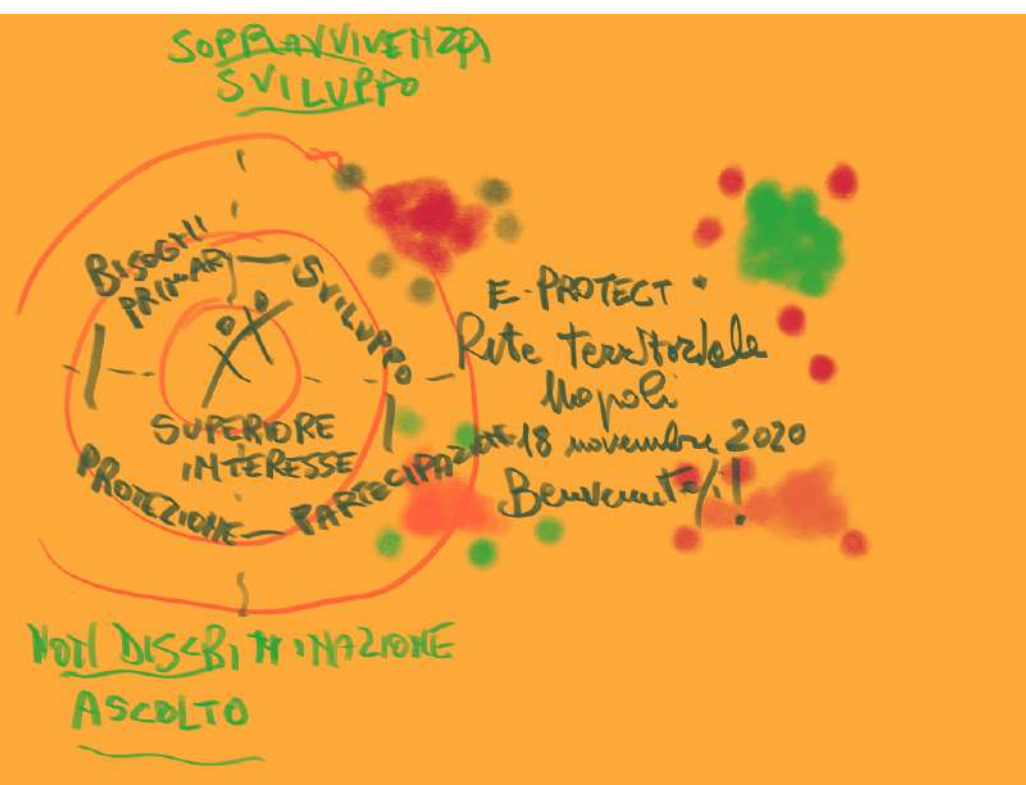 SOPRAVVIVENZA
SVILUPPO
BISOGNI
PRIMARI
SVILUPPO
SUPERIORE
INTERESSE
PROTEZIONE
PARTECIPAZIONE
E-PROTECT
Rete territoriale
Napoli
18 novembre 2020
Benvenute/i!
NON DISCRIMINAZIONE
ASCOLTO